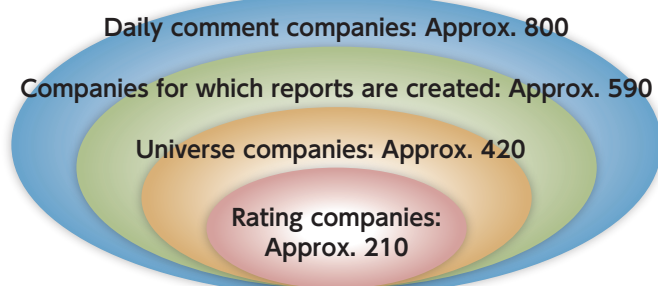 Daily comment companies: Approx. 800
Companies for which reports are created: Approx. 590
Universe companies: Approx. 420
Rating companies:
Approx. 210